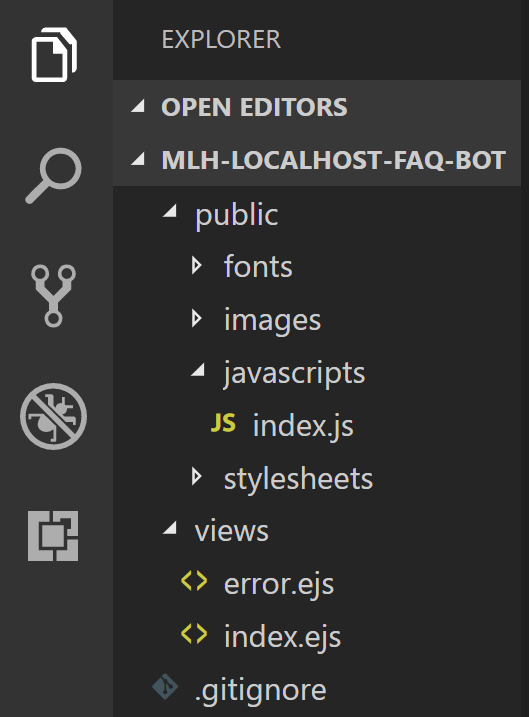 EXPLORER
OPEN EDITORS
MLH-LOCALHOST-FAQ-BOT
public
fonts
images
javascripts
JS index.js
stylesheets
views
<> error.ejs
<> index.ejs
.gitignore